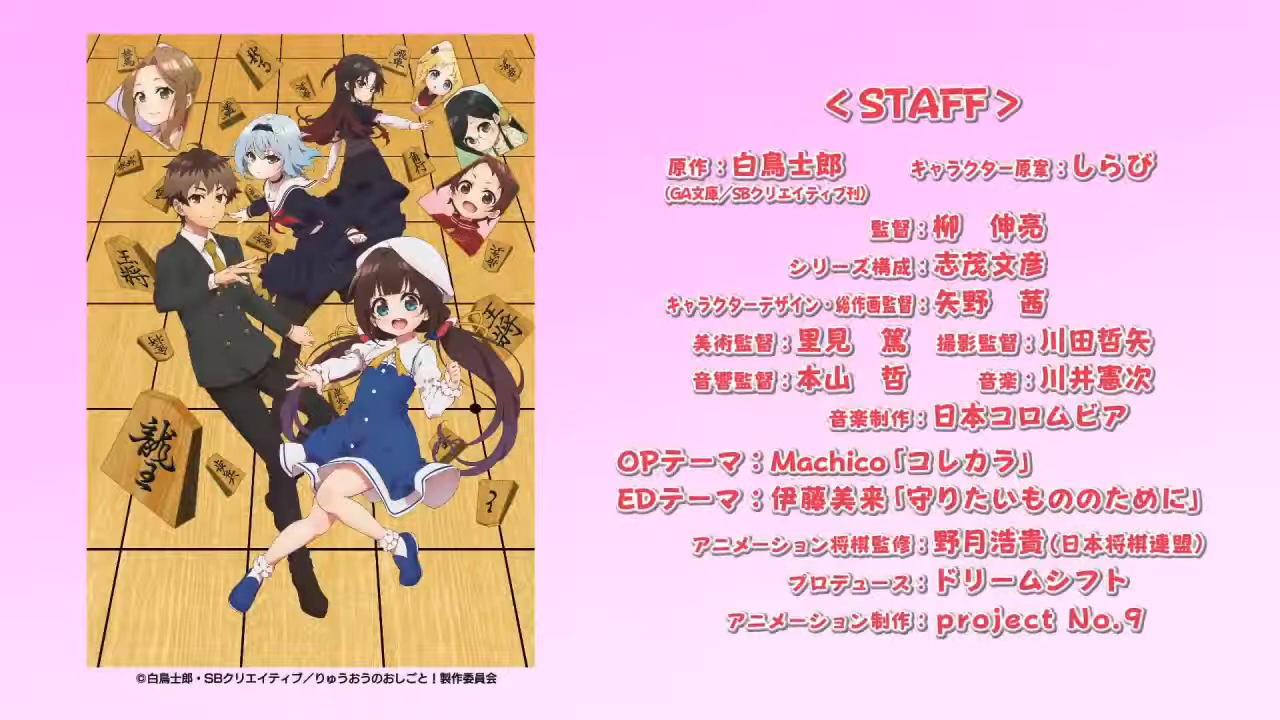 <STAFF>
原作：白鳥士郎　キャラクター原案：しらび
(GA文庫／SBクリエイティブ刊)
監督：柳　伸亮
シリーズ構成：志茂文彦
キャラクターデザイン・総作画監督：矢野　茜
美術監督：里見　篤　撮影監督：川田哲矢
音響監督：本山　哲　音楽：川井憲次
音楽制作：日本コロムビア
OPテーマ：Machico「コレカラ」
EDテーマ：伊藤美来「守りたいもののために」
アニメーション将棋監修：野月浩貴(日本将棋連盟)
プロデュース：ドリームシフト
アニメーション制作：project No.9
王将
王将
龍王
©白鳥士郎・SBクリエイティブ／りゅうおうのおしごと！製作委員会